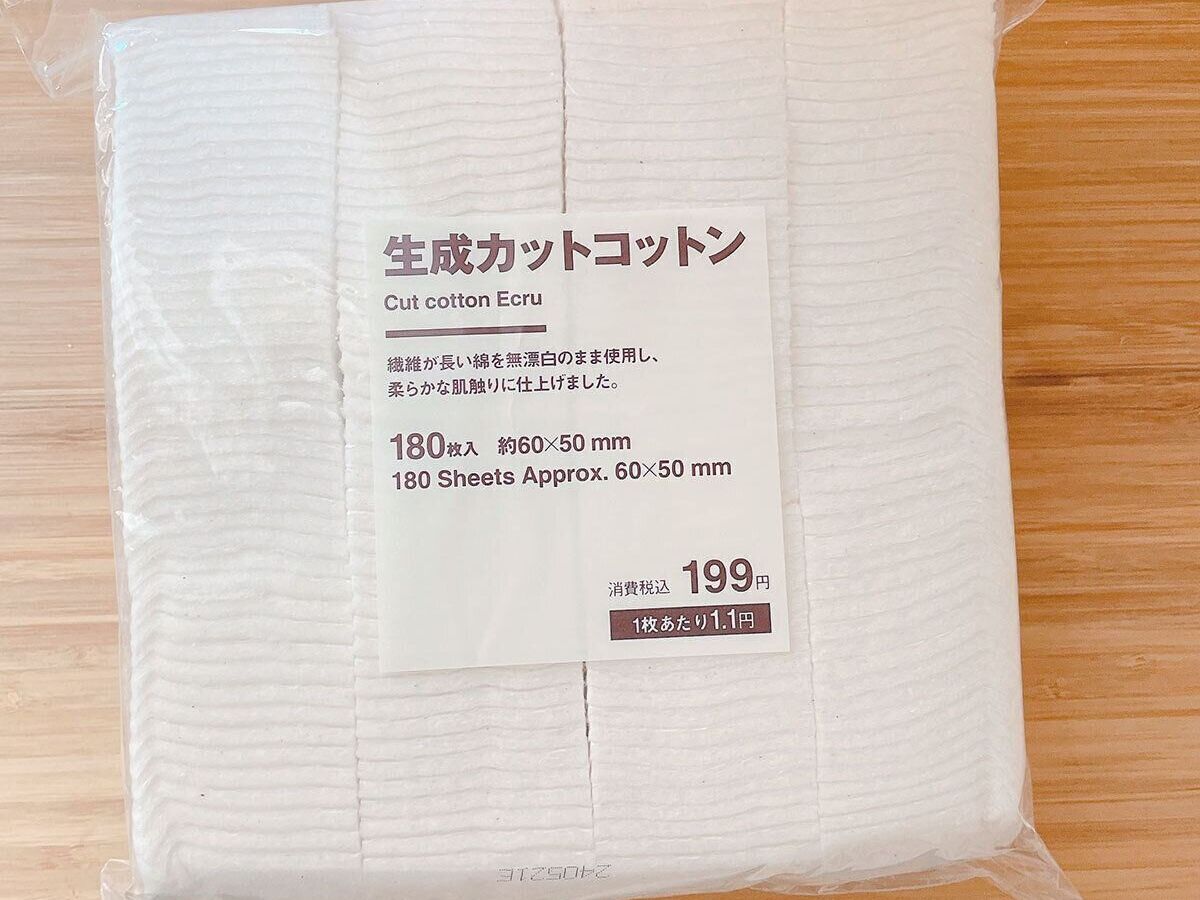 生成カットコットン
Cut cotton Ecru
繊維が長い綿を無漂白のまま使用し、
柔らかな肌触りに仕上げました。
180枚入 約60×50 mm
180 Sheets Approx. 60×50 mm
消費税込 199円
1枚あたり1.1円
240521E